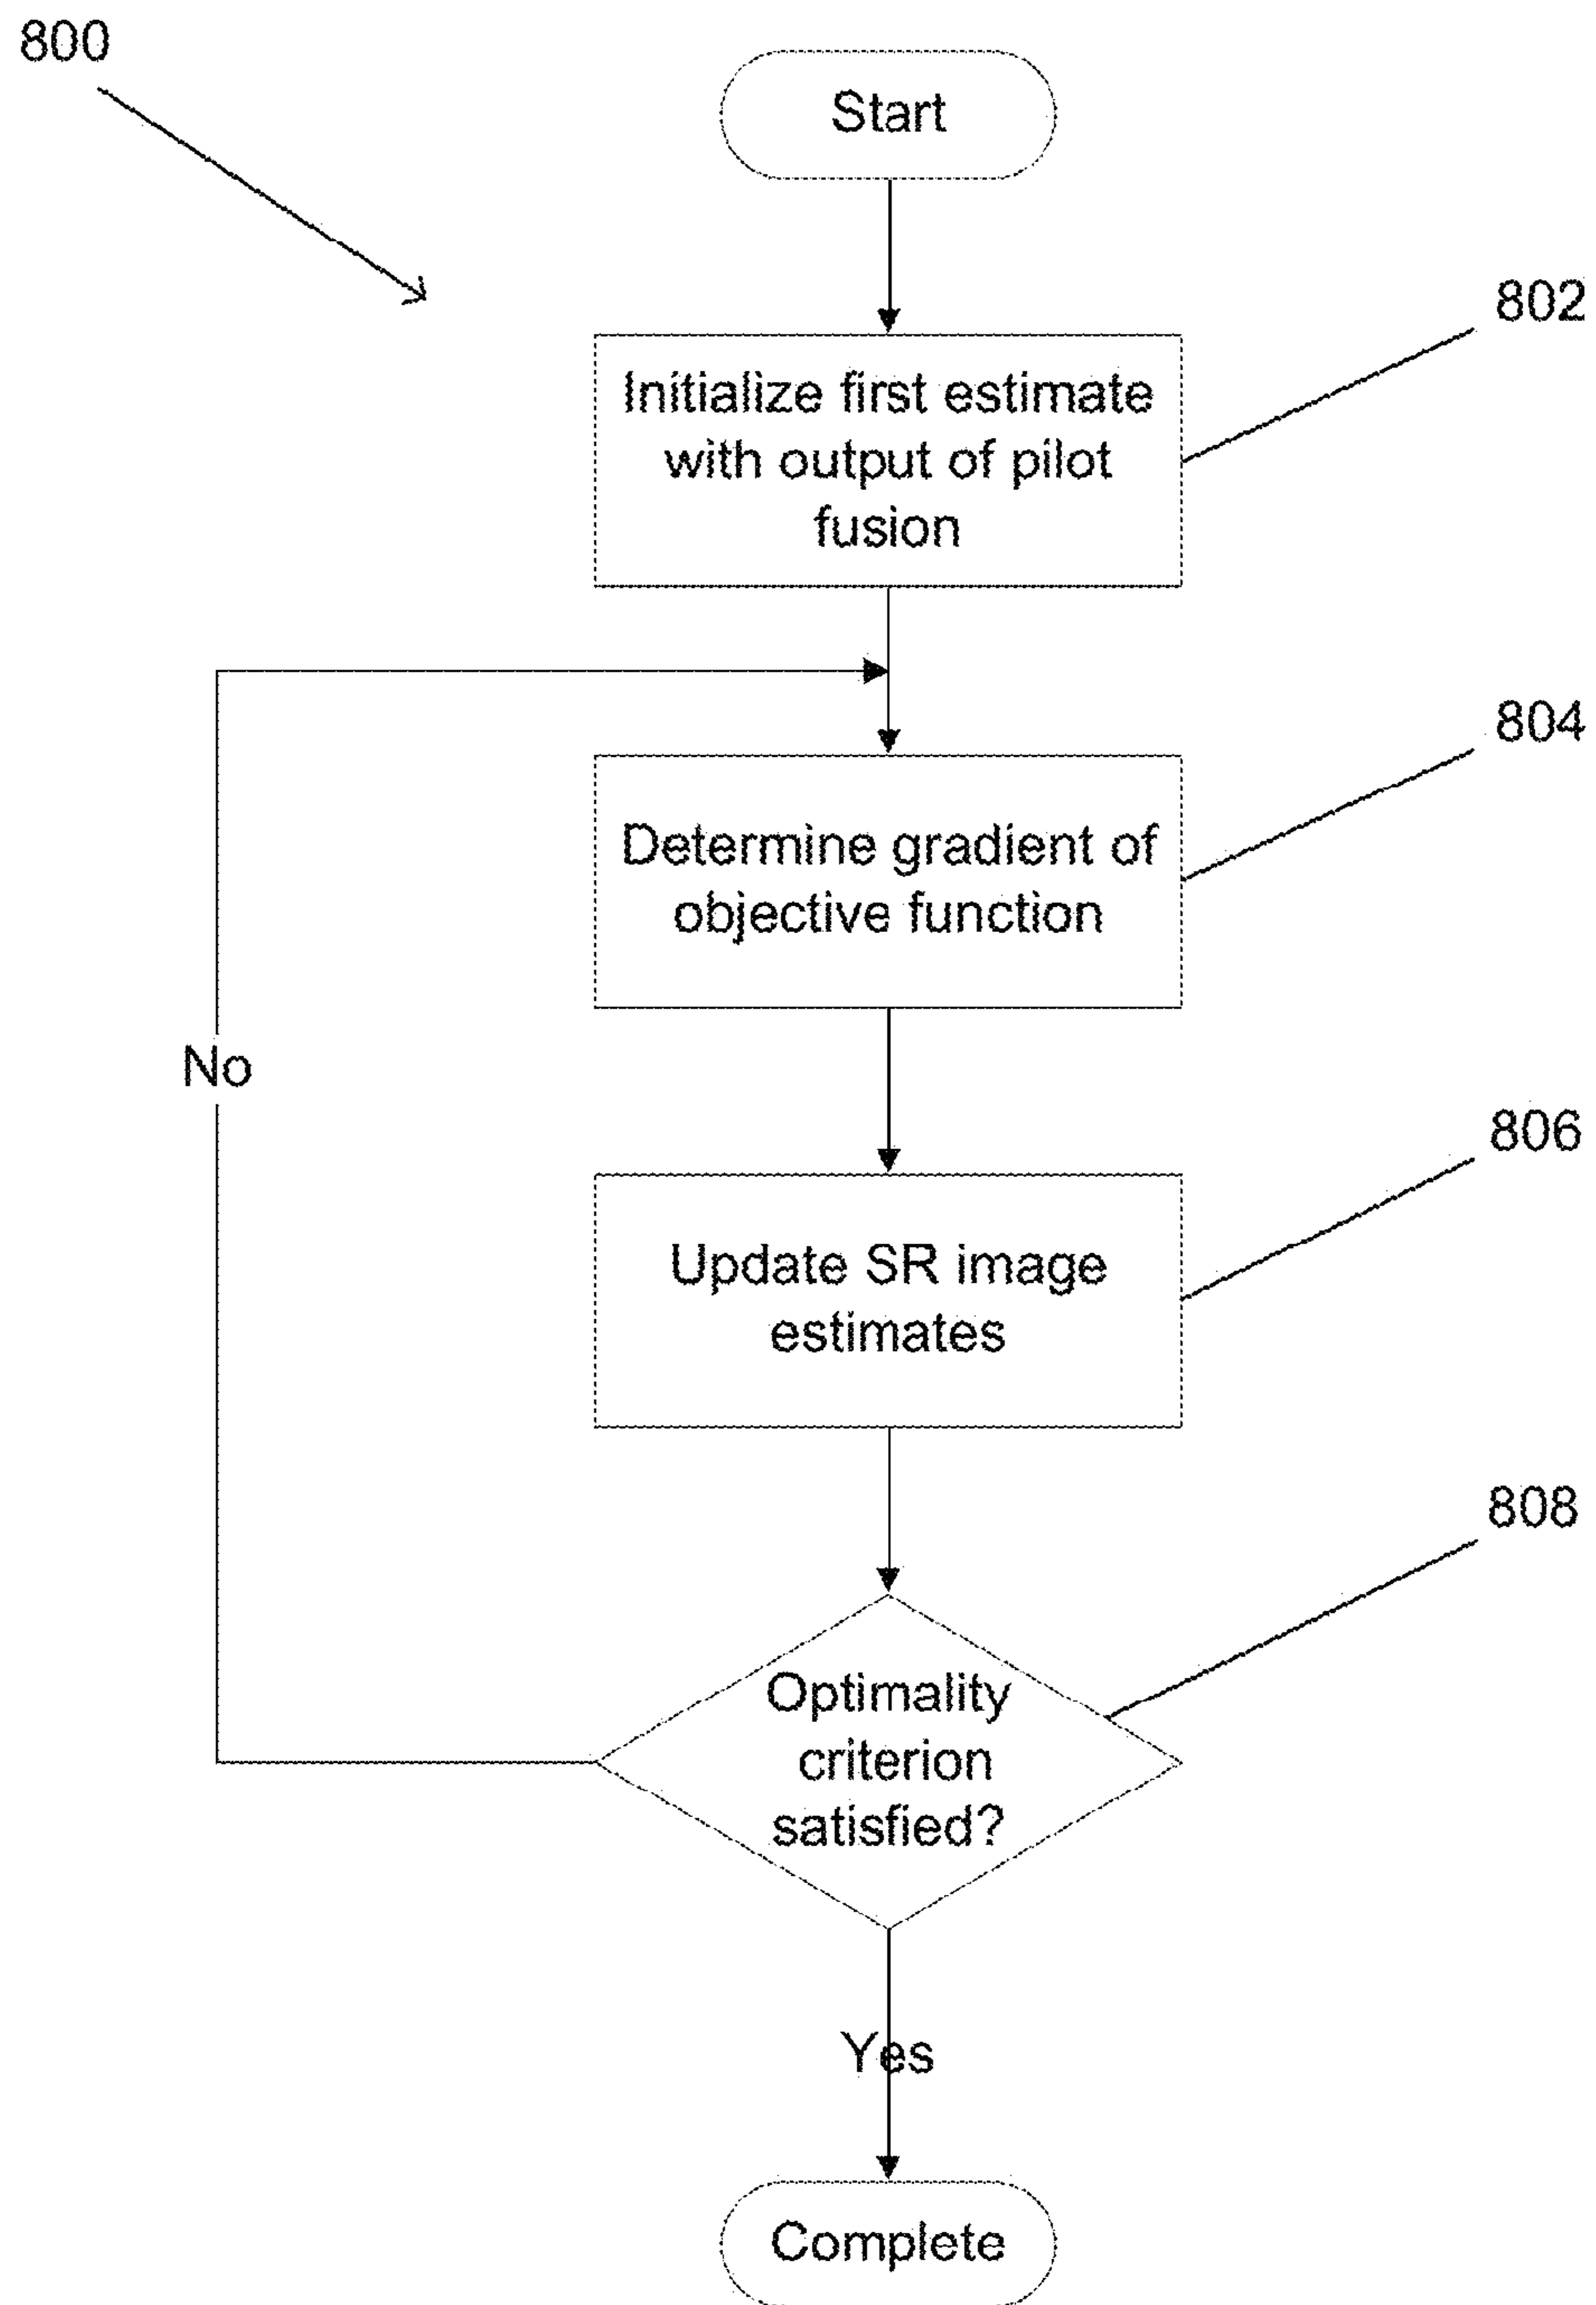 800
Start
802
Initialize first estimate
with output of pilot
fusion
804
Determine gradient of
objective function
No
806
Update SR image
estimates
808
Optimality
criterion
satisfied?
Yes
Complete